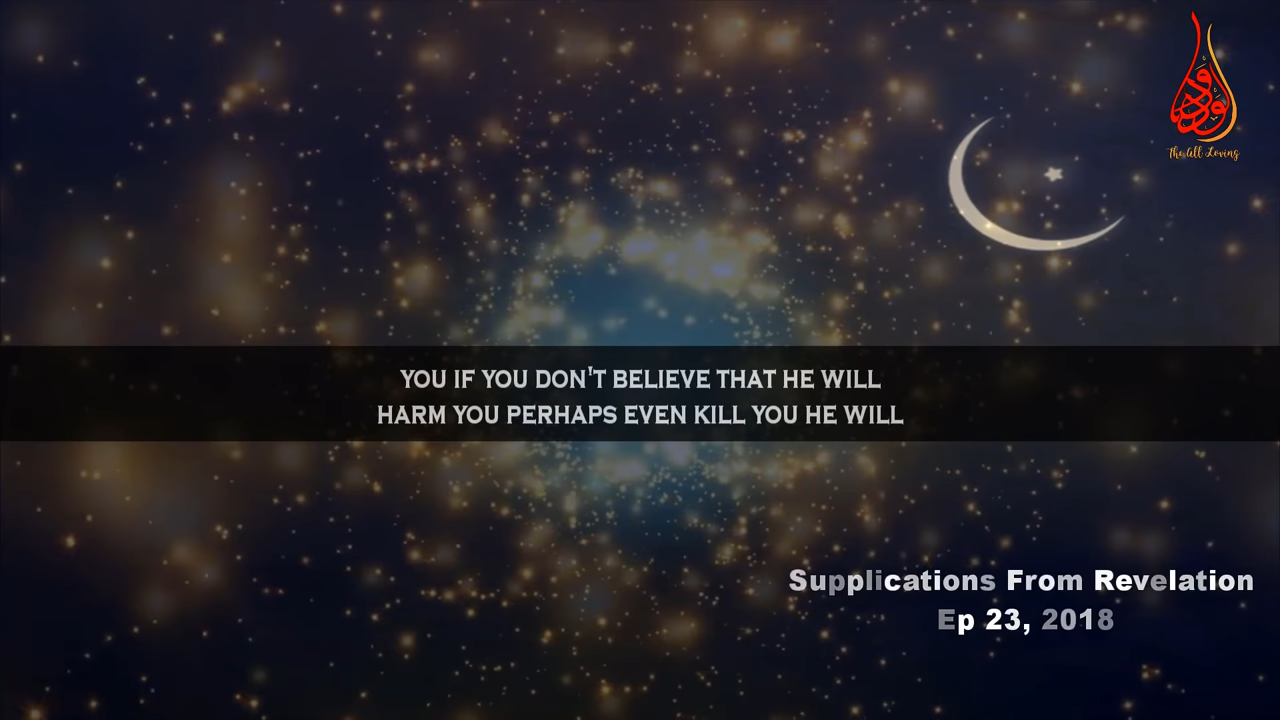 ودود
The All Loving
YOU IF YOU DON'T BELIEVE THAT HE WILL
HARM YOU PERHAPS EVEN KILL YOU HE WILL
Supplications From Revelation
Ep 23, 2018